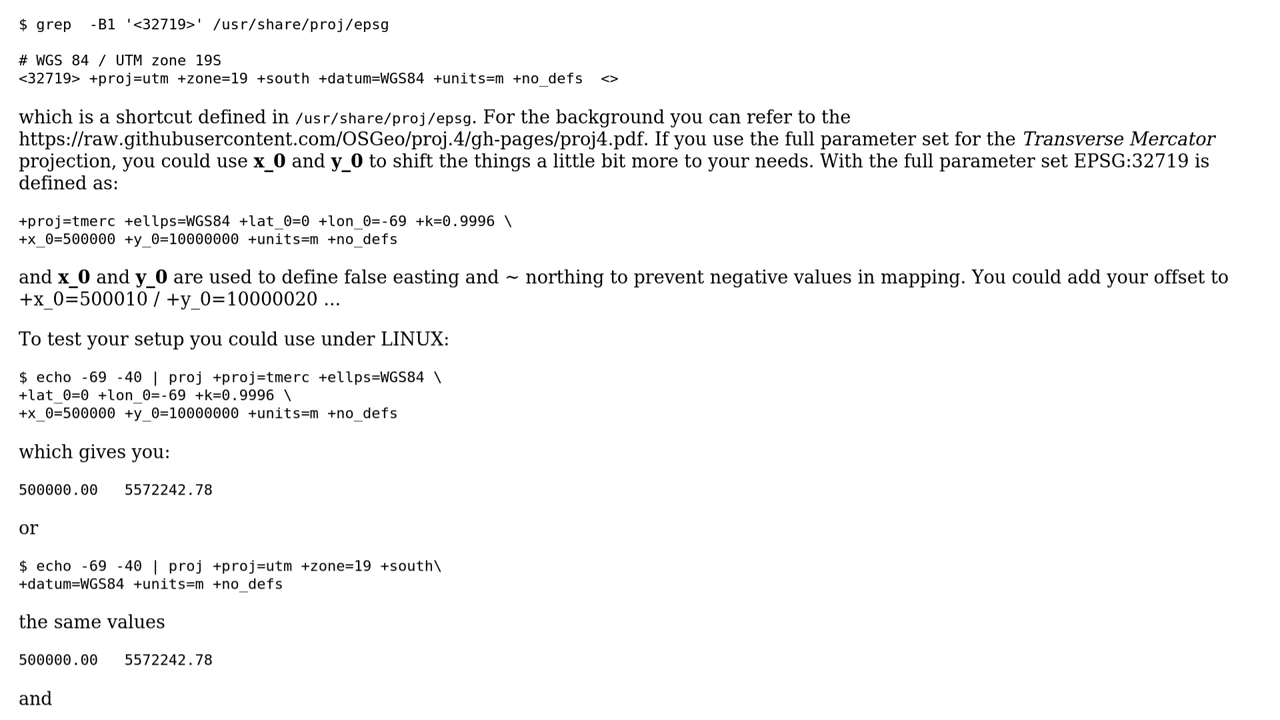 $ grep  -B1 '<32719>' /usr/share/proj/epsg
# WGS 84 / UTM zone 19S
<32719> +proj=utm +zone=19 +south +datum=WGS84 +units=m +no_defs  <>
which is a shortcut defined in /usr/share/proj/epsg. For the background you can refer to the
https://raw.githubusercontent.com/OSGeo/proj.4/gh-pages/proj4.pdf. If you use the full parameter set for the Transverse Mercator
projection, you could use x_0 and y_0 to shift the things a little bit more to your needs. With the full parameter set EPSG:32719 is
defined as:
+proj=tmerc +ellps=WGS84 +lat_0=0 +lon_0=-69 +k=0.9996 \
+x_0=500000 +y_0=10000000 +units=m +no_defs
and x_0 and y_0 are used to define false easting and ~ northing to prevent negative values in mapping. You could add your offset to
+x_0=500010 / +y_0=10000020 ...
To test your setup you could use under LINUX:
$ echo -69 -40 | proj +proj=tmerc +ellps=WGS84 \
+lat_0=0 +lon_0=-69 +k=0.9996 \
+x_0=500000 +y_0=10000000 +units=m +no_defs
which gives you:
500000.00   5572242.78
or
$ echo -69 -40 | proj +proj=utm +zone=19 +south\
+datum=WGS84 +units=m +no_defs
the same values
500000.00   5572242.78
and